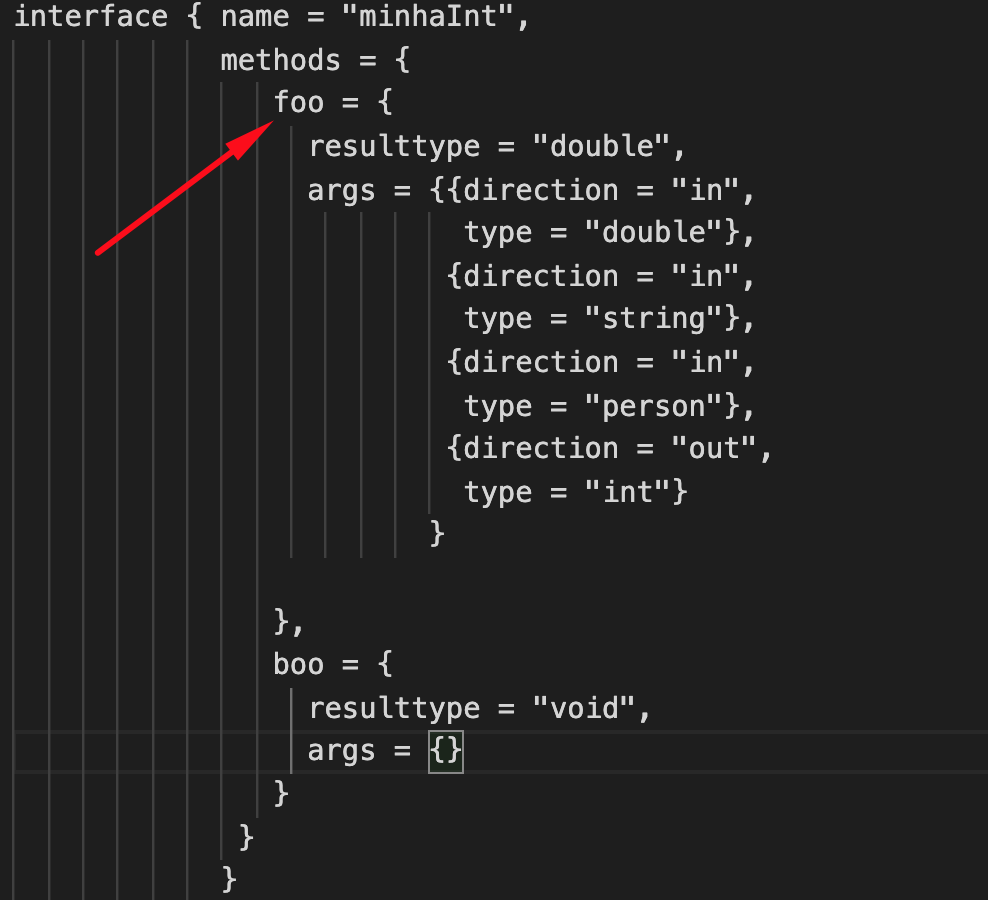 interface { name = "minhaInt",
methods = {
foo = {
resulttype = "double",
args = {{direction = "in",
type = "double"},
{direction = "in",
type = "string"},
{direction = "in",
type = "person"},
{direction = "out",
type = "int"}
}
},
boo = {
resulttype = "void",
args = {}
}
}
}